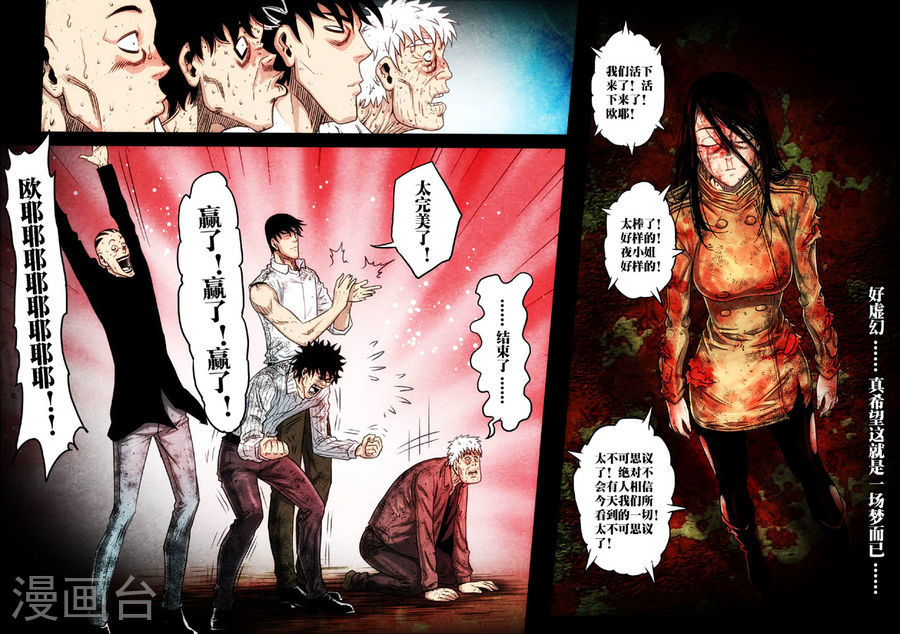 我们活下
来了！活
下来了！
欧耶！
太棒了！
好样的！
夜小姐
好样的！
太不可思议
了！绝对不
会有人相信
今天我们所
看到的一切！
太不可思议
了！
好虚幻……真希望这就是一场梦而已……
太完美了！
……结束了……
赢了！赢了！赢了！
欧耶耶耶耶耶耶耶！！
漫画台